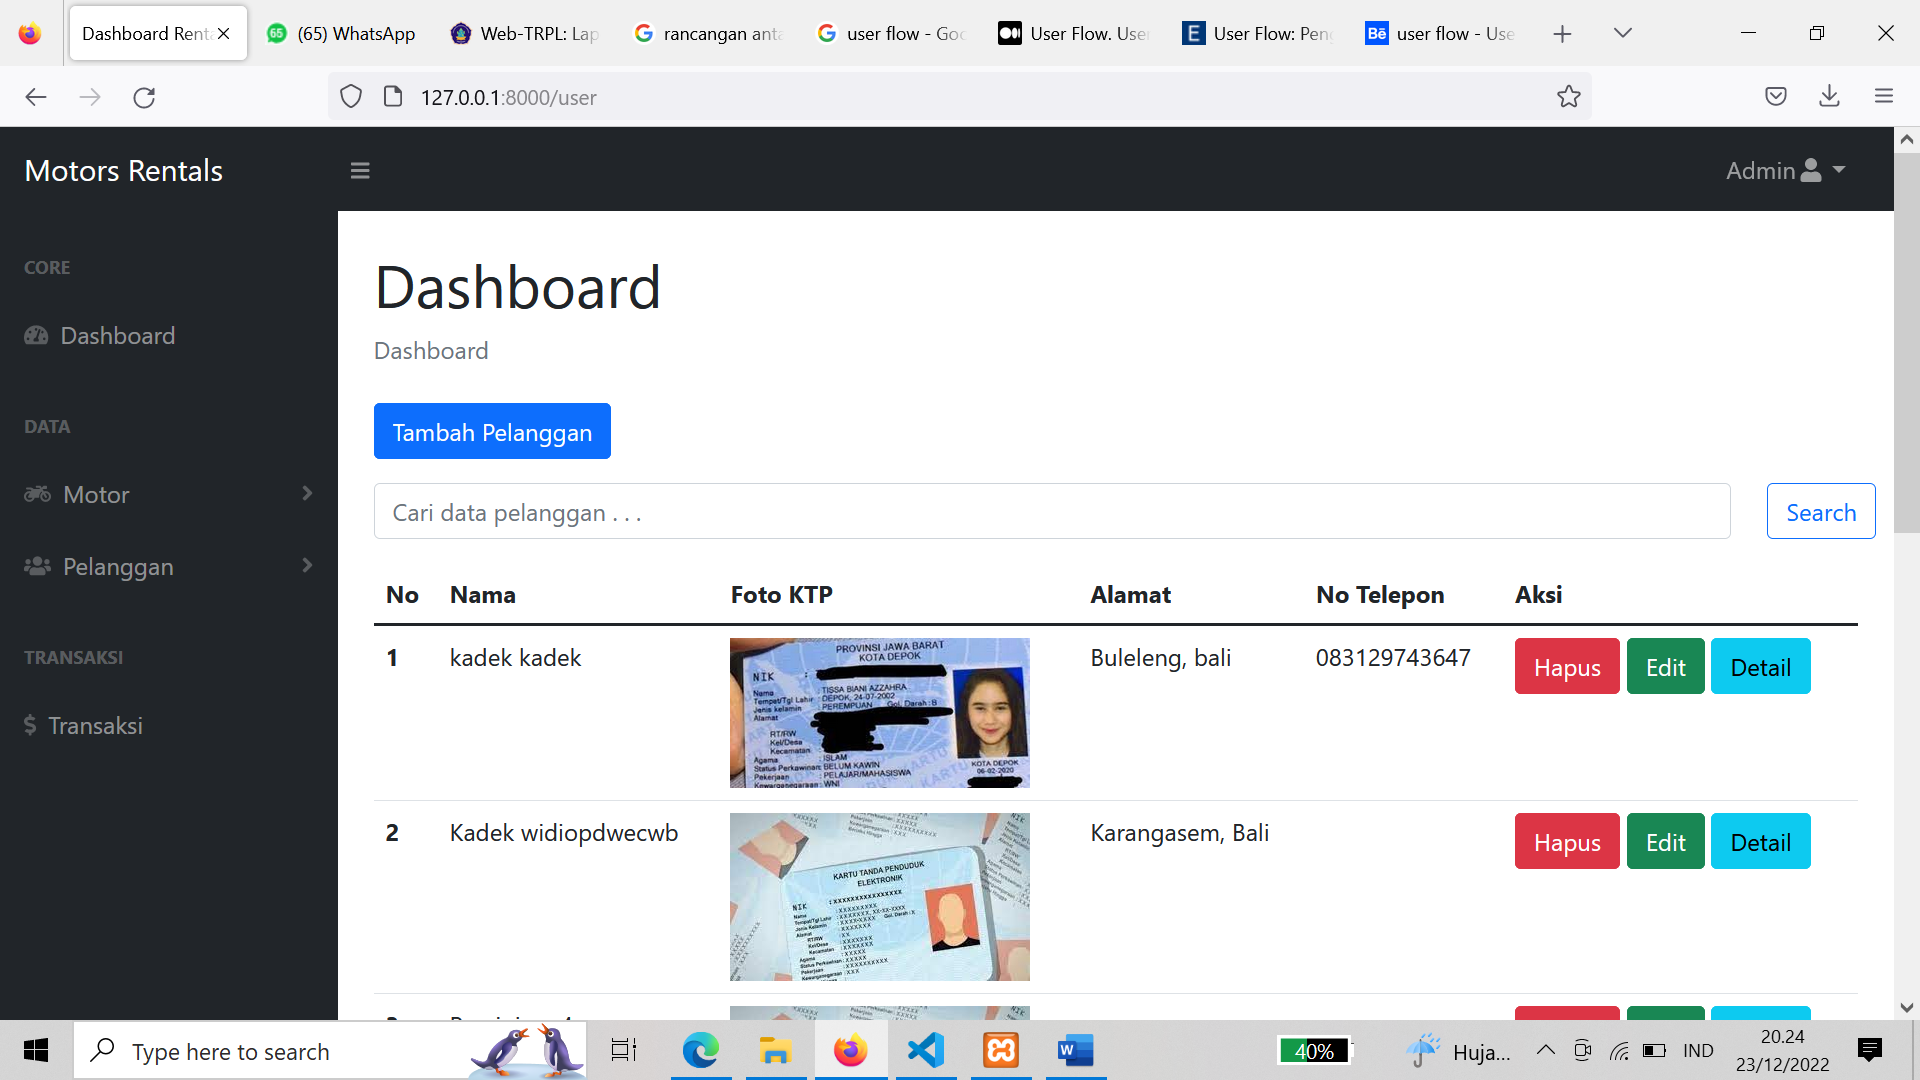 Dashboard Renta
(65) WhatsApp
Web-TRPL: Lap
rancangan anta
user flow - Goo
User Flow. User
User Flow: Peng
user flow - Use
127.0.0.1:8000/user
Motors Rentals
Admin
CORE
Dashboard
DATA
Motor
Pelanggan
TRANSAKSI
Transaksi
Dashboard
Dashboard
Tambah Pelanggan
Cari data pelanggan . . .
Search
No Nama Foto KTP Alamat No Telepon Aksi
1 kadek kadek Buleleng, bali 083129743647 Hapus Edit Detail
PROVINSI JAWA BARAT
KOTA DEPOK
NIK :
Nama : TISSA BIANI AZZAHRA
Tempat/Tgl Lahir : DEPOK, 24-07-2002
Jenis kelamin : PEREMPUAN Gol. Darah : B
Alamat
RT/RW
Kel/Desa
Kecamatan
Agama : ISLAM
Status Perkawinan: BELUM KAWIN
Pekerjaan : PELAJAR/MAHASISWA
Kewarganegaraan : WNI
KOTA DEPOK
06-02-2020
2 Kadek widiopdwecwb Karangasem, Bali Hapus Edit Detail
KARTU TANDA PENDUDUK
ELEKTRONIK
NIK : XXXXXXXXXXXXXXXX
Nama
Tempat/Tgl Lahir
Jenis Kelamin
Gol. Darah : X
Alamat
RT/RW
Kel/Desa
Kecamatan
Agama
Status Perkawinan
Pekerjaan
Kewarganegaraan
Type here to search
40%
Huja...
IND
20.24
23/12/2022